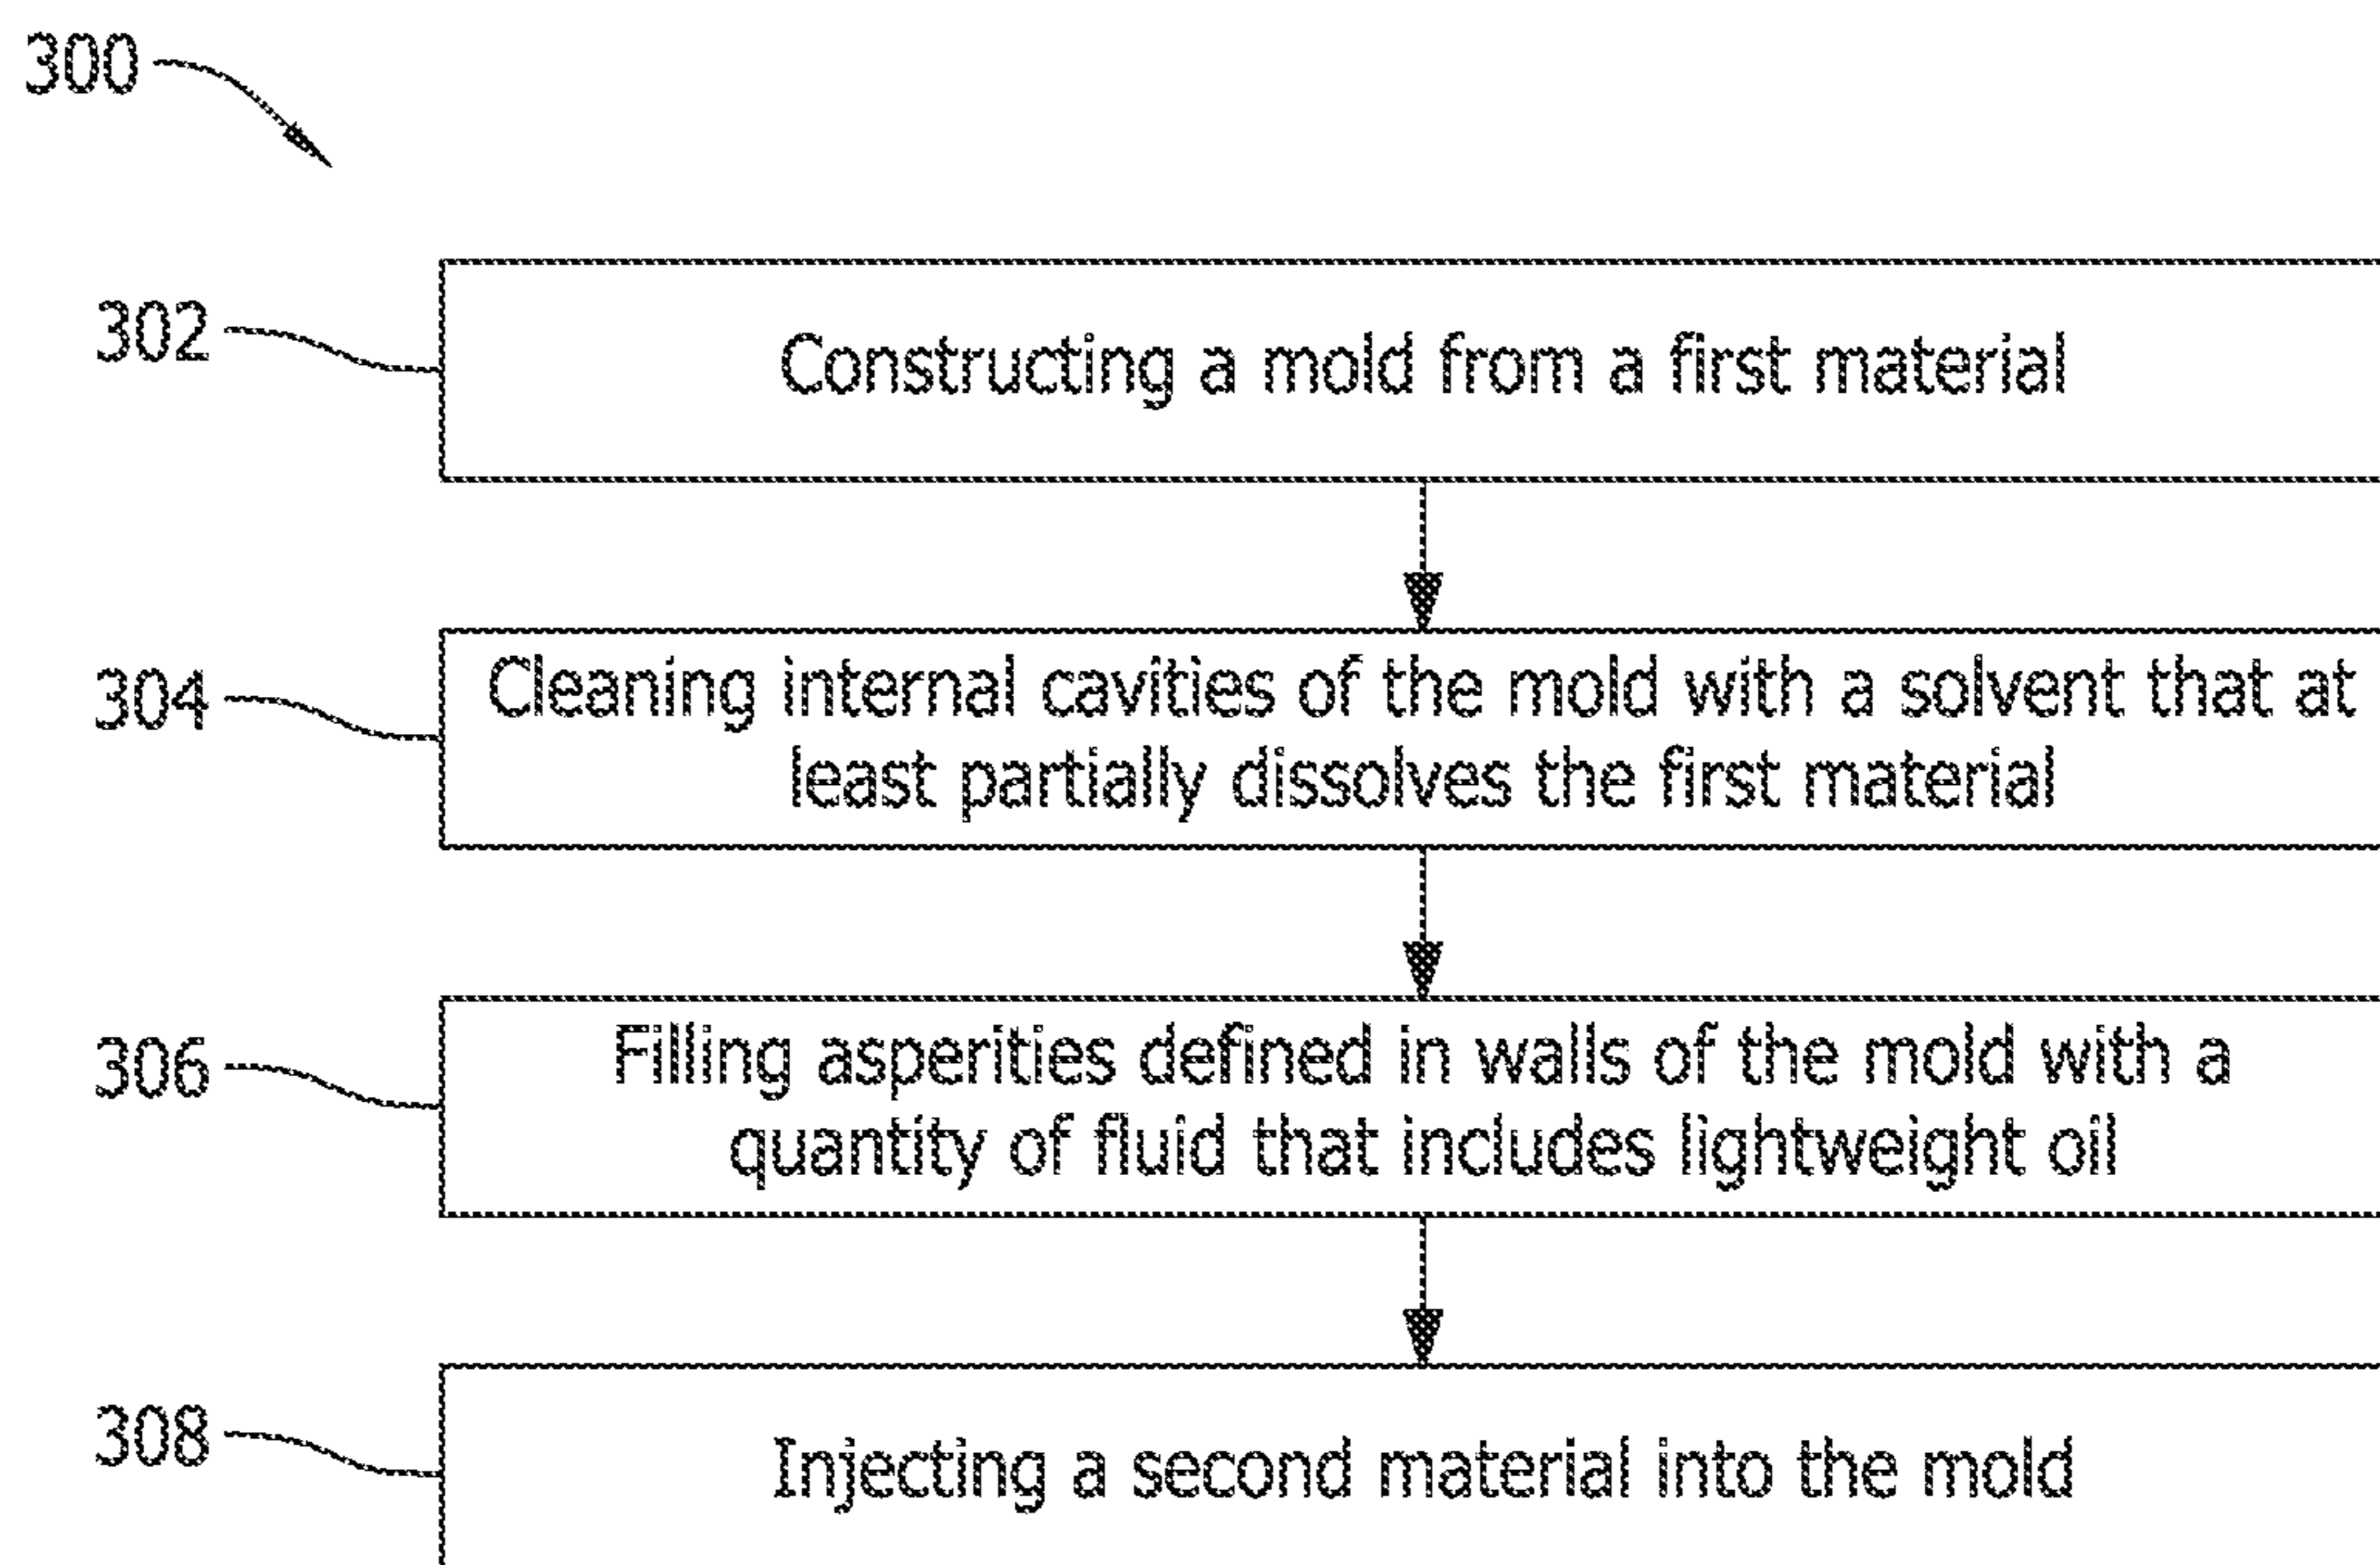 300
302
Constructing a mold from a first material
304
Cleaning internal cavities of the mold with a solvent that at
least partially dissolves the first material
306
Filling asperities defined in walls of the mold with a
quantity of fluid that includes lightweight oil
308
Injecting a second material into the mold